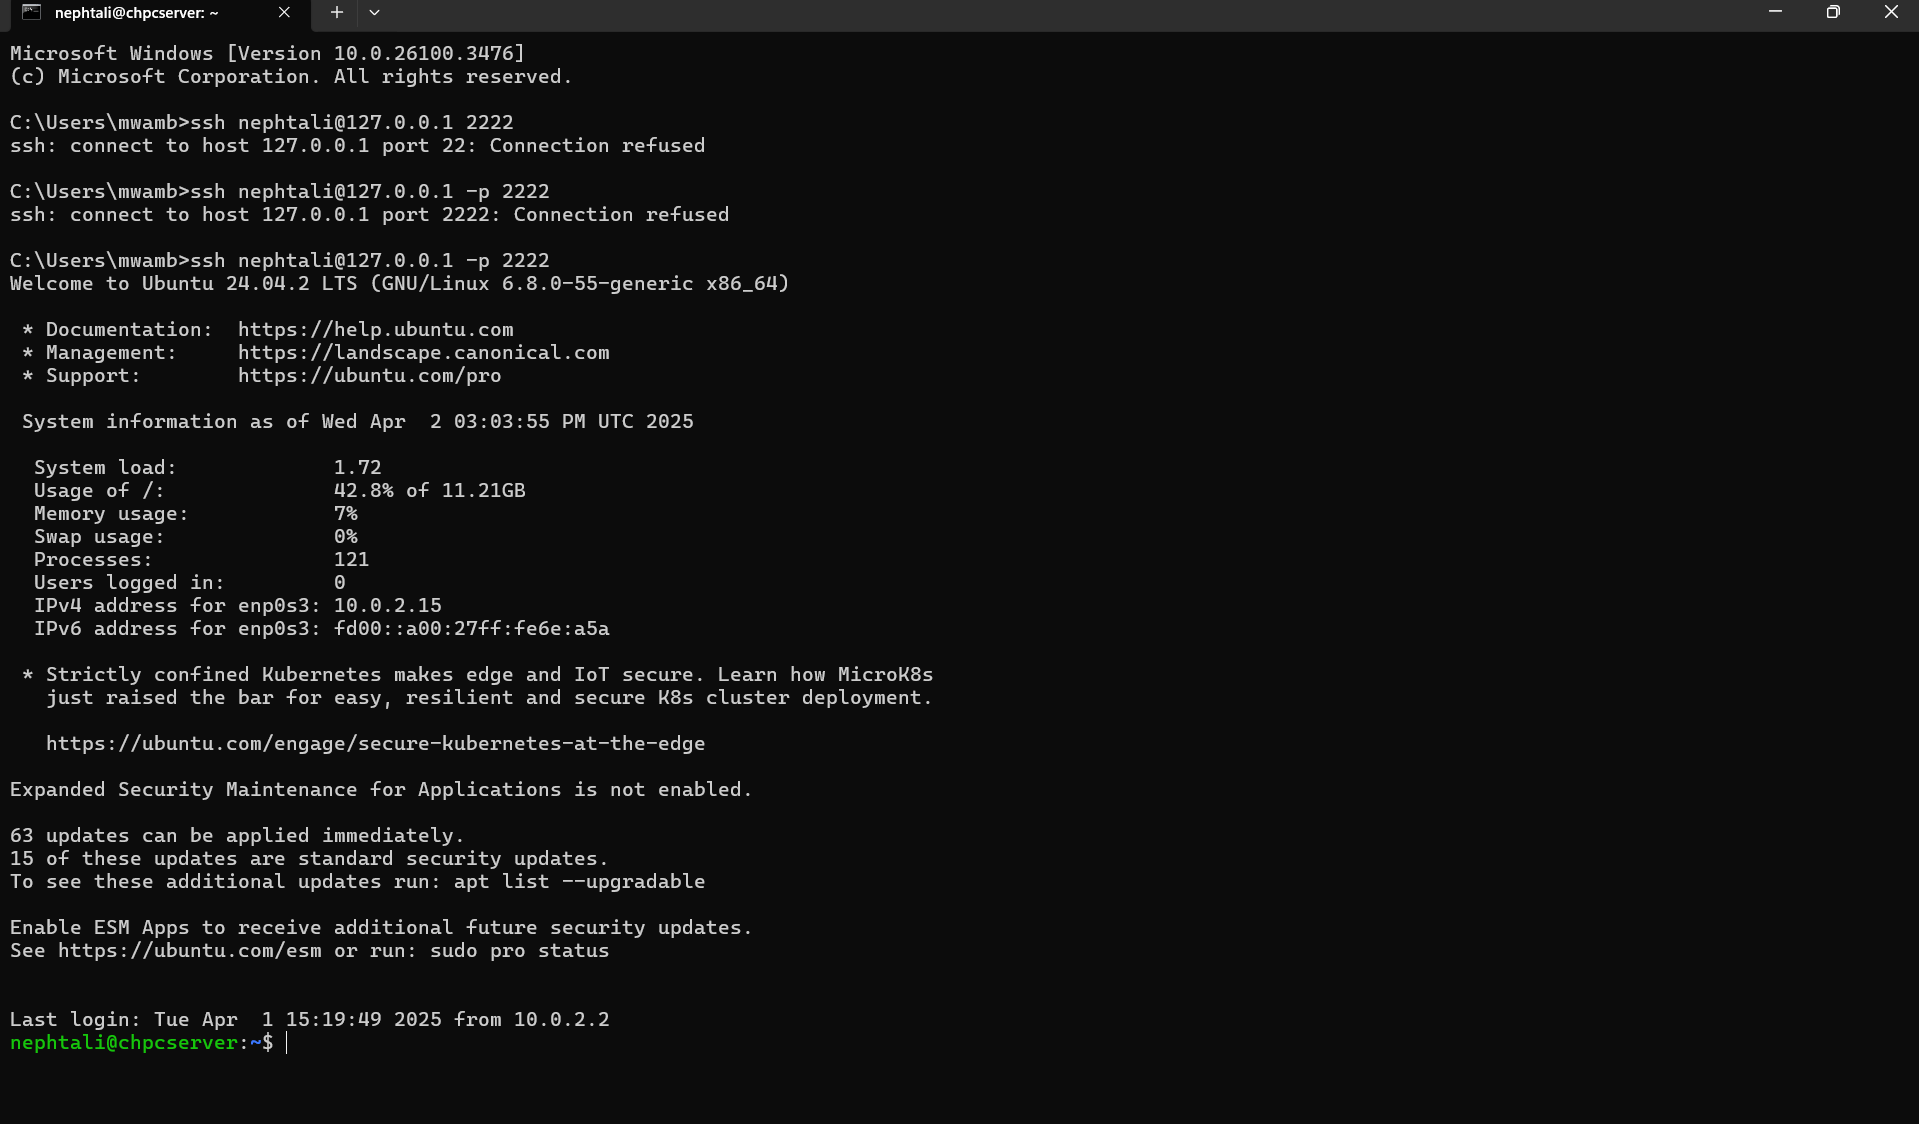 nephtali@chpcserver: ~
Microsoft Windows [Version 10.0.26100.3476]
(c) Microsoft Corporation. All rights reserved.
C:\Users\mwamb>ssh nephtali@127.0.0.1 2222
ssh: connect to host 127.0.0.1 port 22: Connection refused
C:\Users\mwamb>ssh nephtali@127.0.0.1 -p 2222
ssh: connect to host 127.0.0.1 port 2222: Connection refused
C:\Users\mwamb>ssh nephtali@127.0.0.1 -p 2222
Welcome to Ubuntu 24.04.2 LTS (GNU/Linux 6.8.0-55-generic x86_64)
* Documentation:  https://help.ubuntu.com
* Management:     https://landscape.canonical.com
* Support:        https://ubuntu.com/pro
System information as of Wed Apr  2 03:03:55 PM UTC 2025
System load:             1.72
Usage of /:              42.8% of 11.21GB
Memory usage:            7%
Swap usage:              0%
Processes:               121
Users logged in:         0
IPv4 address for enp0s3: 10.0.2.15
IPv6 address for enp0s3: fd00::a00:27ff:fe6e:a5a
* Strictly confined Kubernetes makes edge and IoT secure. Learn how MicroK8s
just raised the bar for easy, resilient and secure K8s cluster deployment.
https://ubuntu.com/engage/secure-kubernetes-at-the-edge
Expanded Security Maintenance for Applications is not enabled.
63 updates can be applied immediately.
15 of these updates are standard security updates.
To see these additional updates run: apt list --upgradable
Enable ESM Apps to receive additional future security updates.
See https://ubuntu.com/esm or run: sudo pro status
Last login: Tue Apr  1 15:19:49 2025 from 10.0.2.2
nephtali@chpcserver:~$